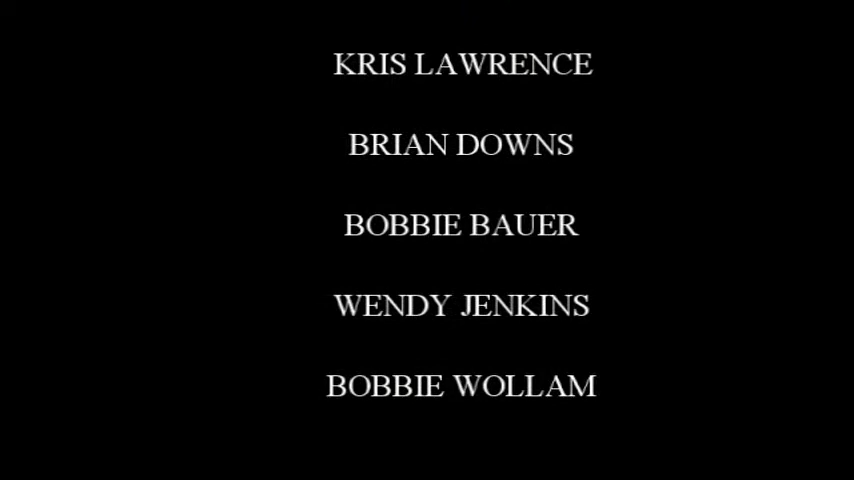 KRIS LAWRENCE
BRIAN DOWNS
BOBBIE BAUER
WENDY JENKINS
BOBBIE WOLLAM